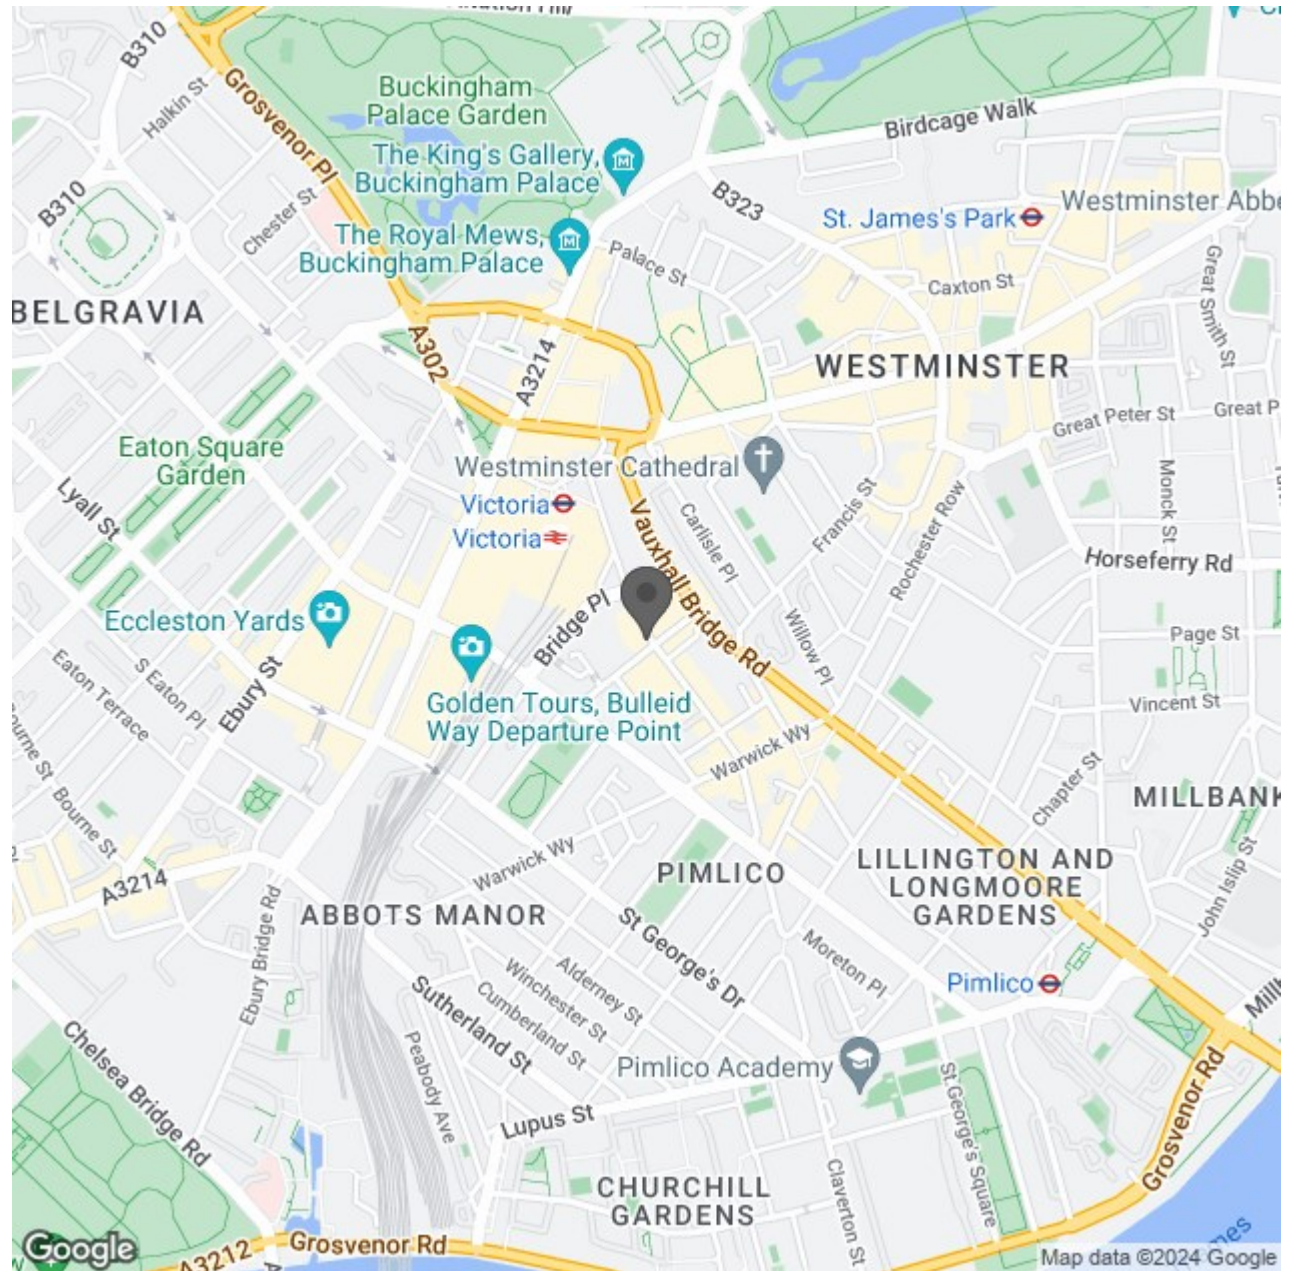 B310
Halkin St
Grosvenor Pl
Buckingham
Palace Garden
Birdcage Walk
The King's Gallery,
Buckingham Palace
B310
Chester St
B323
St. James's Park
Westminster Abbe
The Royal Mews,
Buckingham Palace
Palace St
Caxton St
Great Smith St
BELGRAVIA
A302
A3214
WESTMINSTER
Great Peter St
Great P
Eaton Square
Garden
Westminster Cathedral
Lyall St
Victoria
Victoria
Vauxhall Bridge Rd
Carlisle Pl
Francis St
Rochester Row
Monck St
Horseferry Rd
Eccleston Yards
Bridge Pl
Willow Pl
Page St
Eaton Terrace
S Eaton Pl
Ebury St
Golden Tours, Bulleid
Way Departure Point
Vincent St
Bourne St
Bourne St
Warwick Wy
Chapter St
MILLBANK
John Islip St
Warwick Wy
PIMLICO
LILLINGTON AND
LONGMOORE
GARDENS
A3214
ABBOTS MANOR
Ebury Bridge Rd
St George's Dr
Moreton Pl
Alderney St
Winchester St
Cumberland St
Sutherland St
Pimlico
Chelsea Bridge Rd
Peabody Ave
Pimlico Academy
St.George's Square
Grosvenor Rd
Lupus St
Claverton St
CHURCHILL
GARDENS
Google
A3212
Grosvenor Rd
Map data ©2024 Google